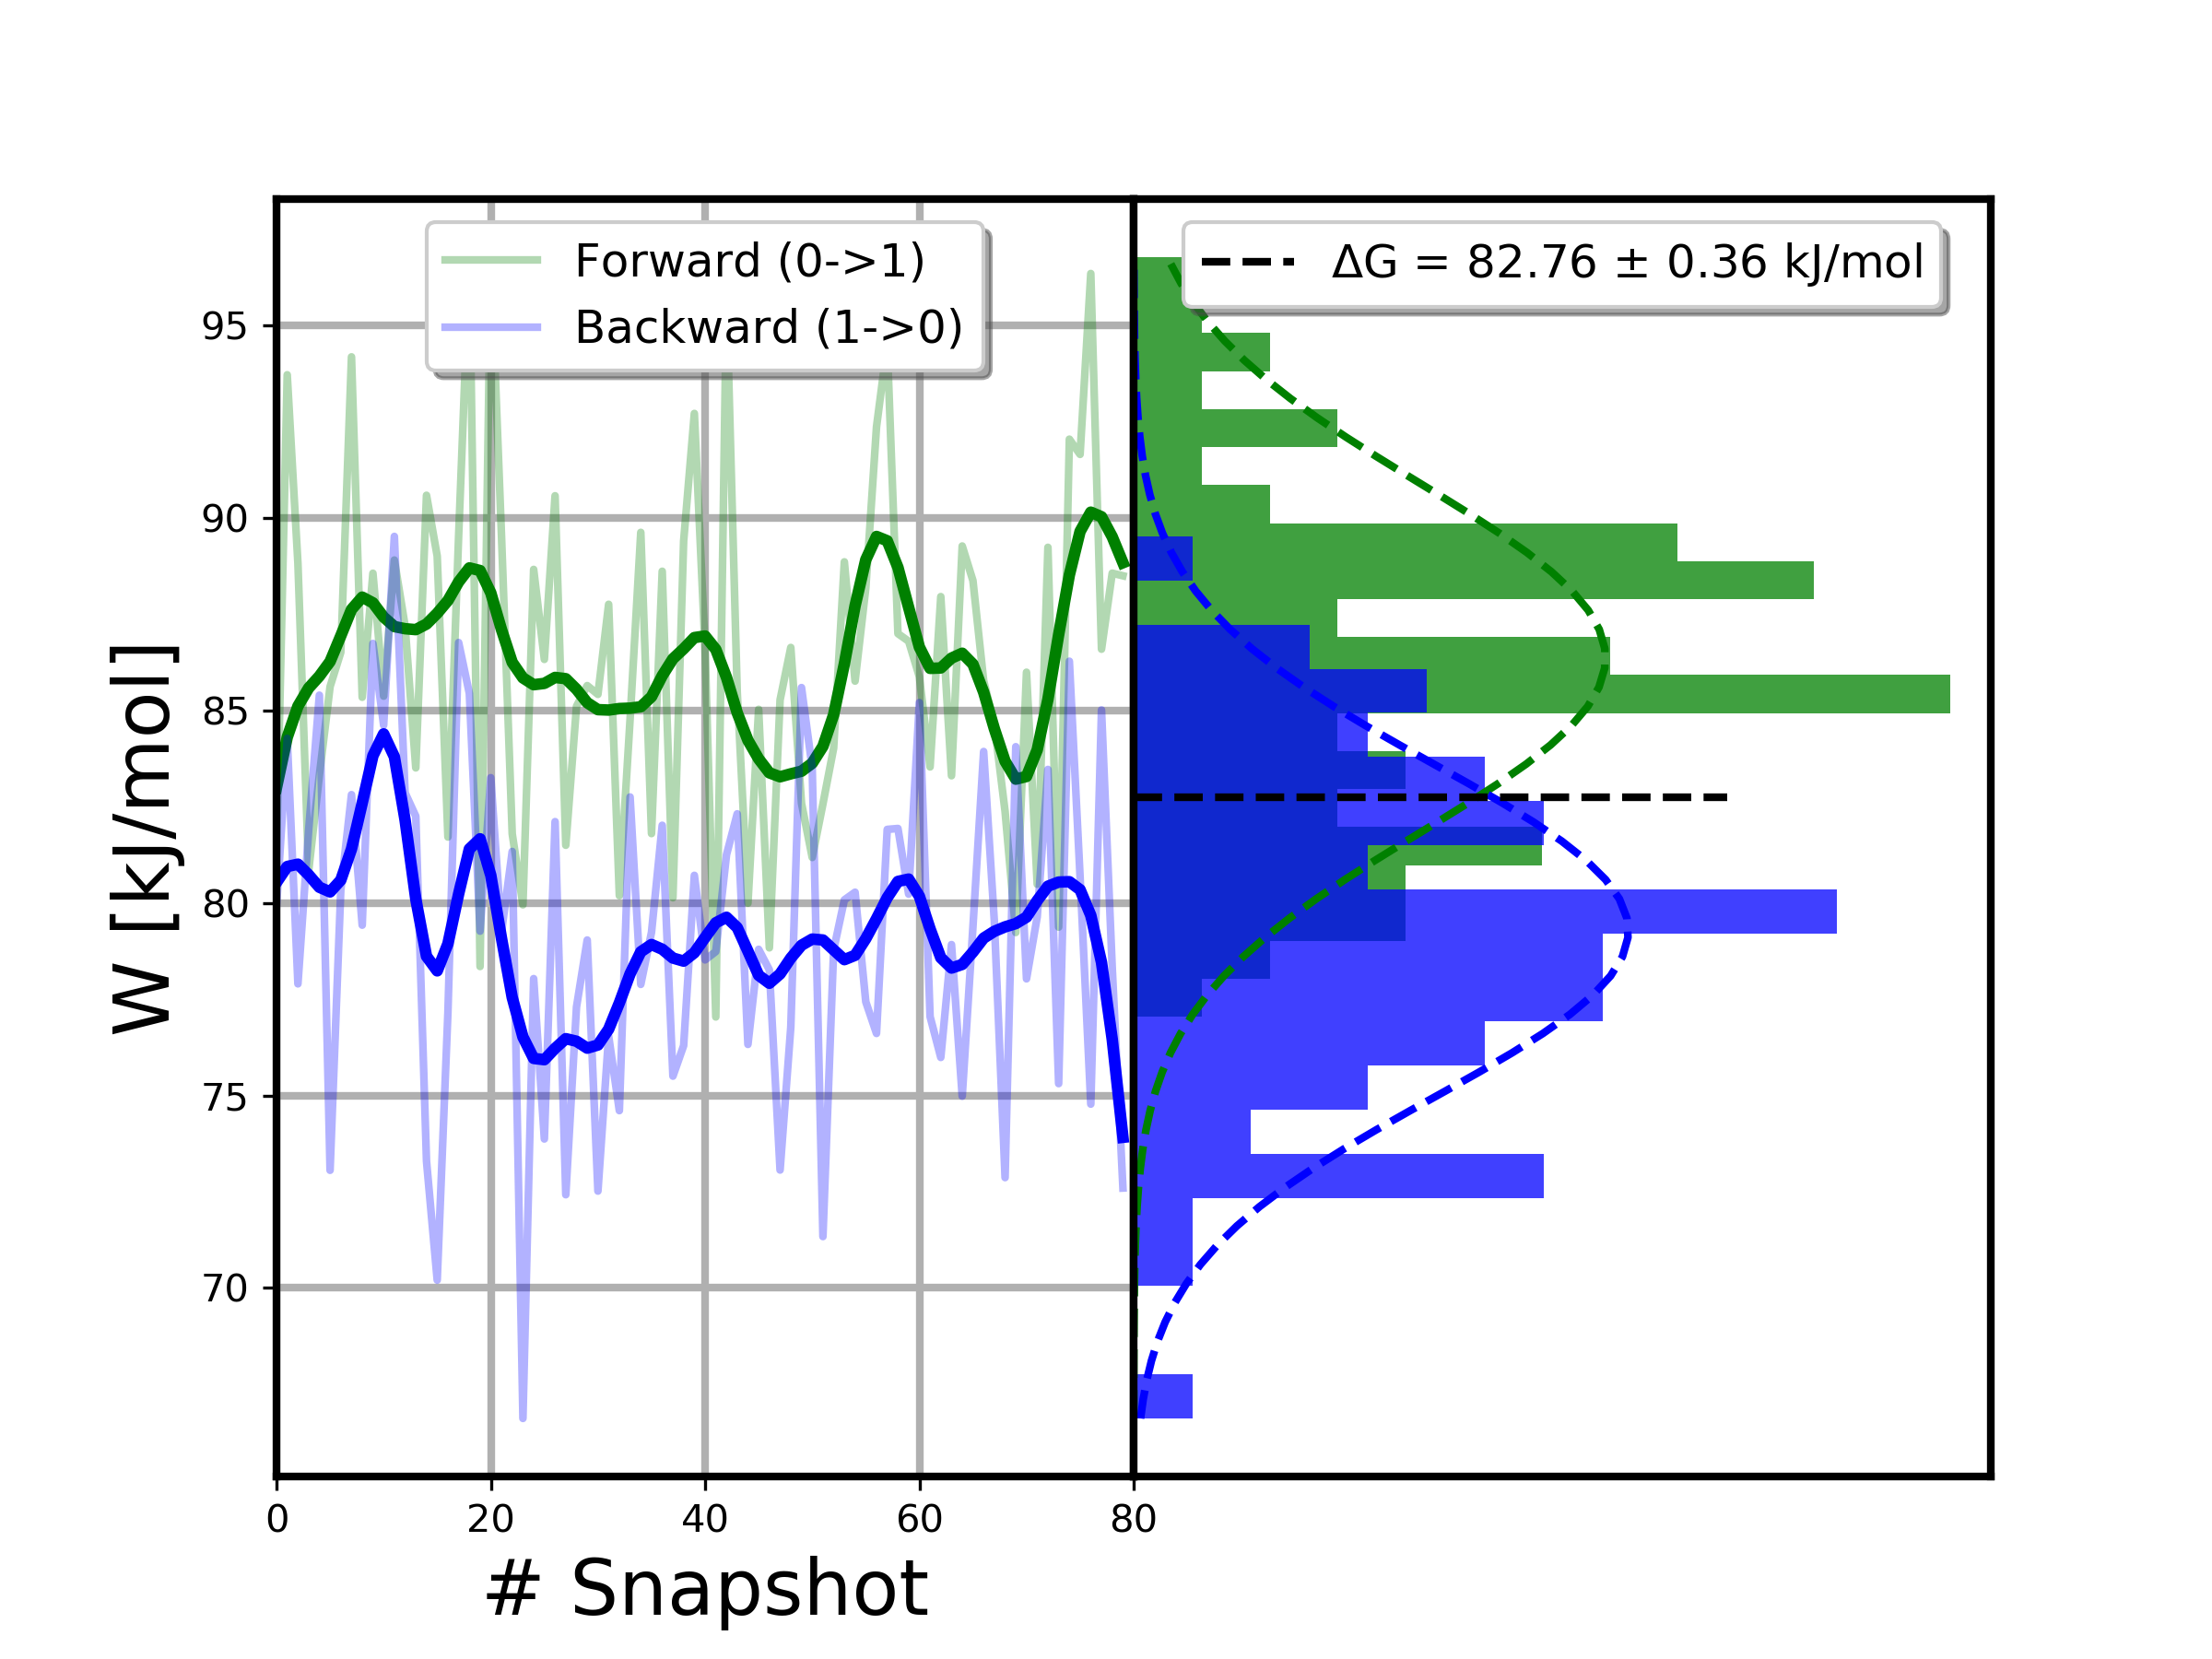 Forward (0->1)
Backward (1->0)
ΔG = 82.76 ± 0.36 kJ/mol
95
90
85
80
75
70
W [kJ/mol]
0 20 40 60 80
# Snapshot